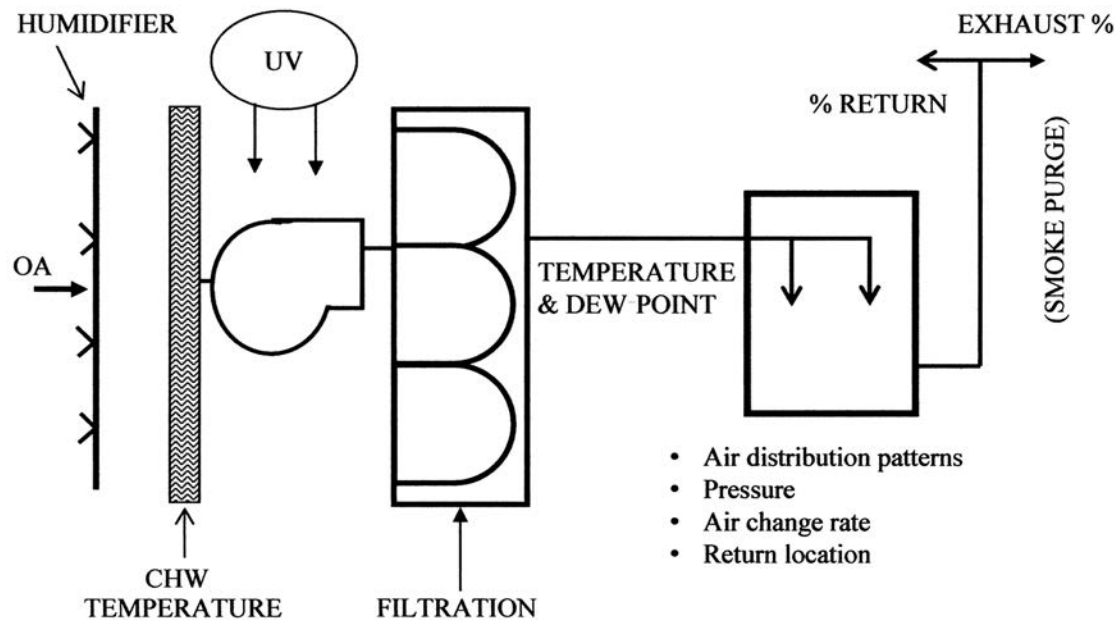 HUMIDIFIER
UV
EXHAUST %
% RETURN
(SMOKE PURGE)
OA
TEMPERATURE
& DEW-POINT
• Air distribution patterns
• Pressure
• Air change rate
• Return location
CHW
TEMPERATURE
FILTRATION